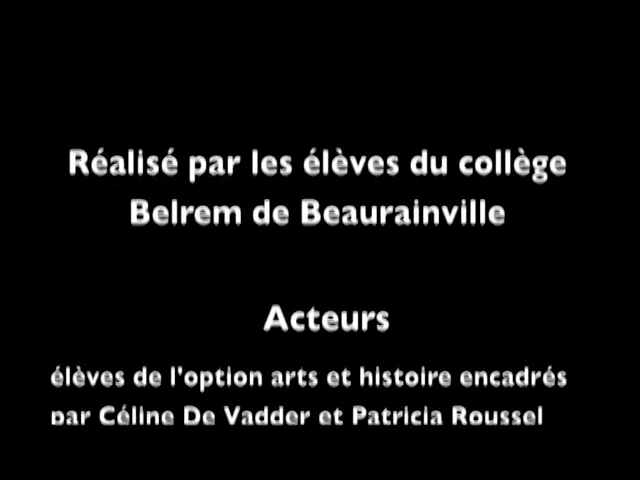 Réalisé par les élèves du collège
Belrem de Beaurainville
Acteurs
élèves de l'option arts et histoire encadrés
par Céline De Vadder et Patricia Roussel